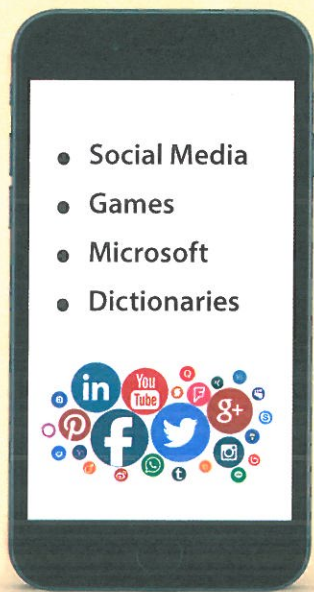 • Social Media
• Games
• Microsoft
• Dictionaries
in
You
Tube
f
g+